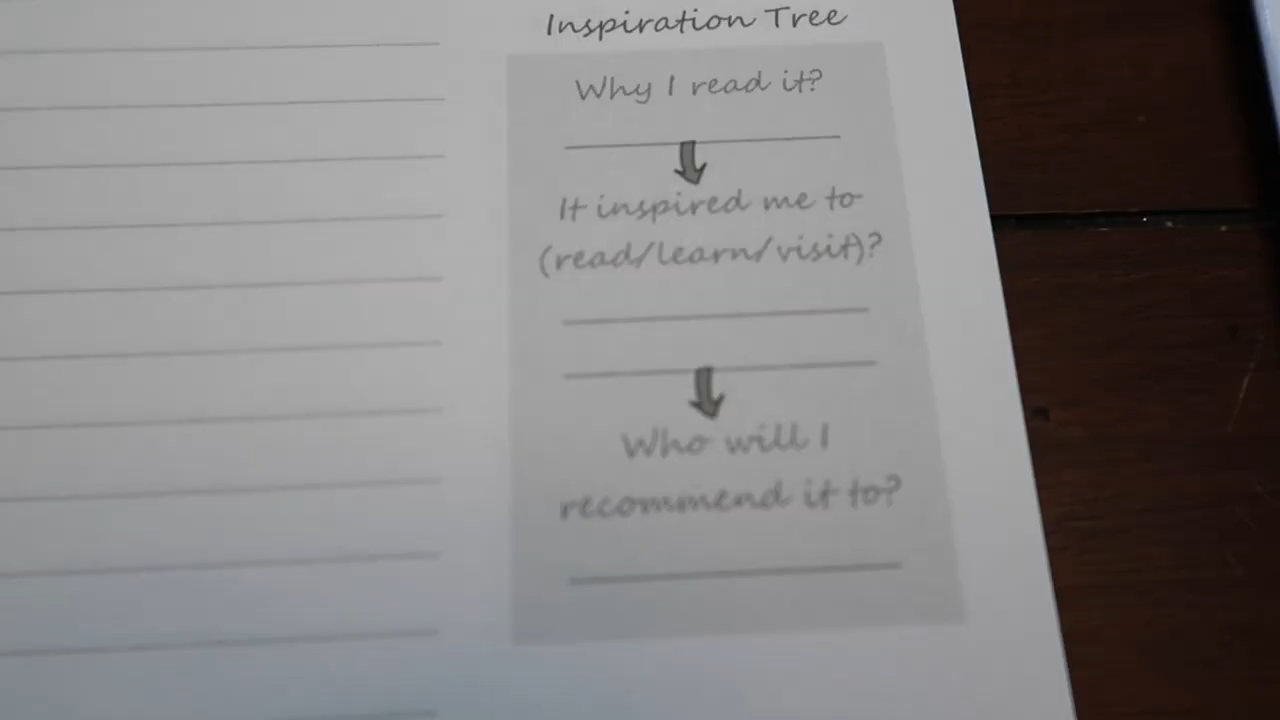 Inspiration Tree
Why I read it?
It inspired me to
(read/learn/visit)?
Who will I
recommend it to?